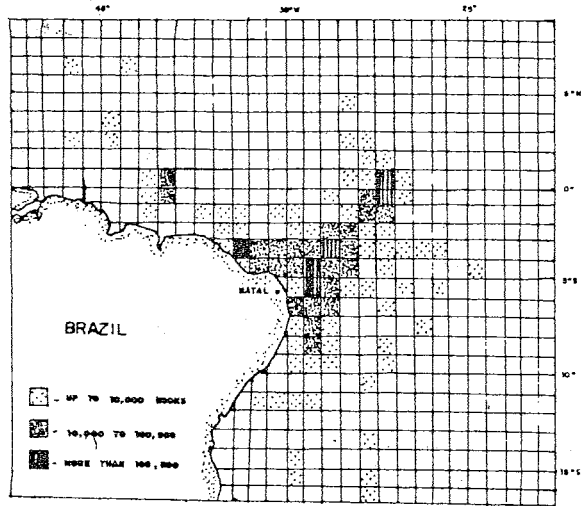 40°
30°W
25°
5°N
0°
5°S
NATAL
BRAZIL
10°
15°S
- UP TO 10,000 HOOKS
- 10,000 TO 100,000
- MORE THAN 100,000